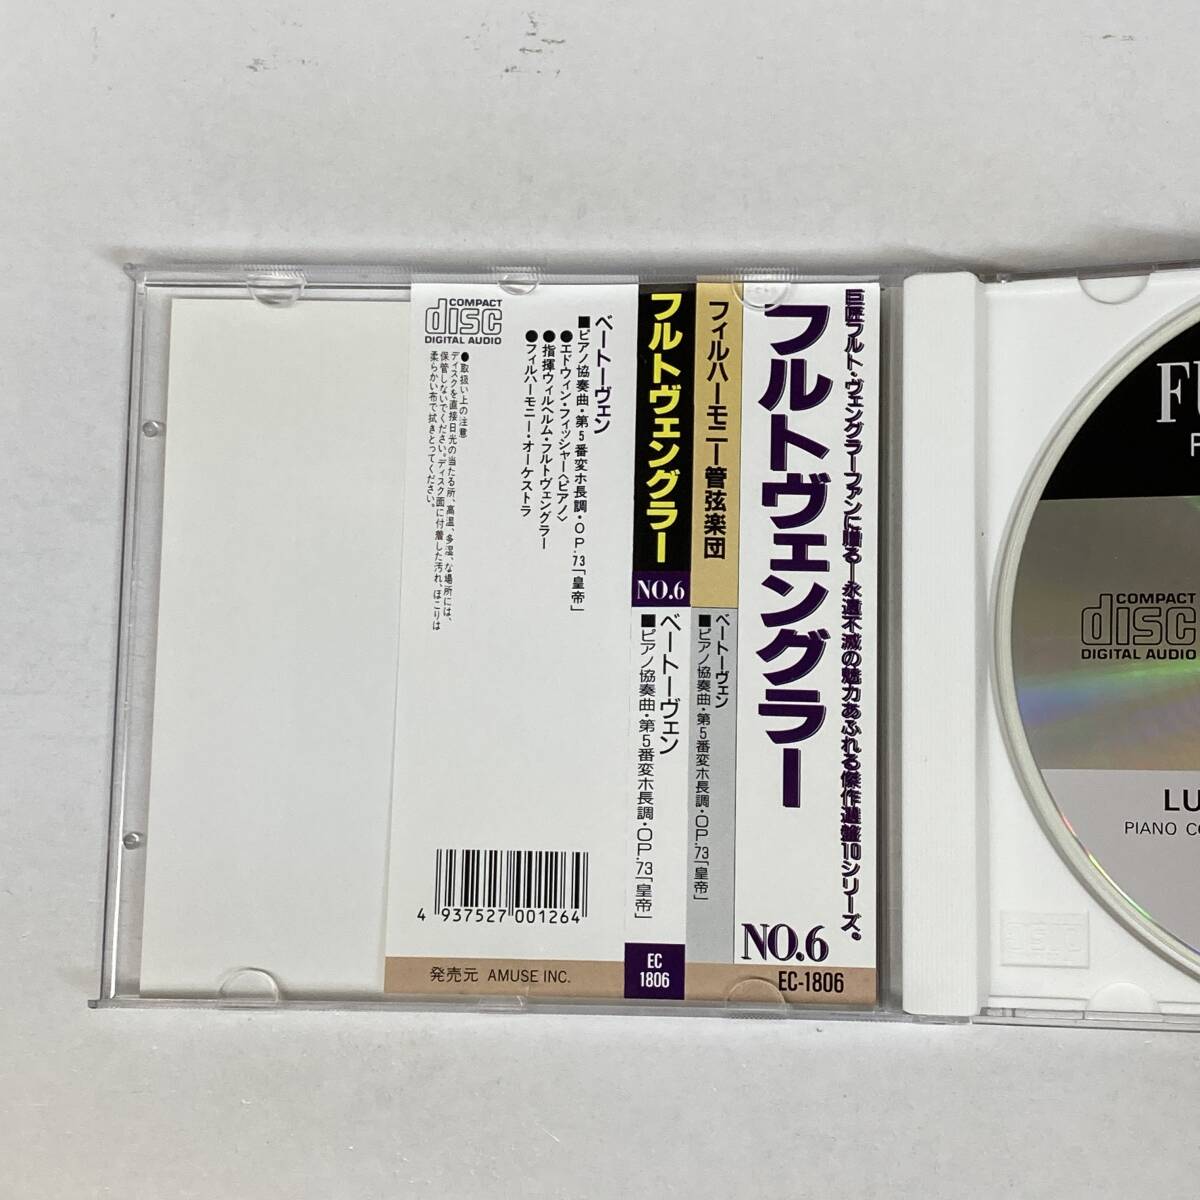 巨匠フルト・ヴェングラーファンに贈る―永遠不滅の魅力あふれる傑作選盤10シリーズ。
フルトヴェングラー
NO.6
EC-1806
フィルハーモニー管弦楽団
ベートーヴェン
■ピアノ協奏曲・第5番変ホ長調・OP.73「皇帝」
フルトヴェングラー
NO.6
ベートーヴェン
■ピアノ協奏曲・第5番変ホ長調・OP.73「皇帝」
EC
1806
ベートーヴェン
■ピアノ協奏曲・第5番変ホ長調・OP.73「皇帝」
●エドウィン・フィッシャー〈ピアノ〉
●指揮ウィルヘルム・フルトヴェングラー
●フィルハーモニー・オーケストラ
COMPACT
disc
DIGITAL AUDIO
●取扱い上の注意
ディスクを直接日光の当たる所、高温、多湿、な場所には、
保管しないでください。ディスク面に付着した汚れ、ほこりは
柔らかい布で拭きとってください。
4 937527 001264
発売元 AMUSE INC.
COMPACT
disc
DIGITAL AUDIO
LU
PIANO CO